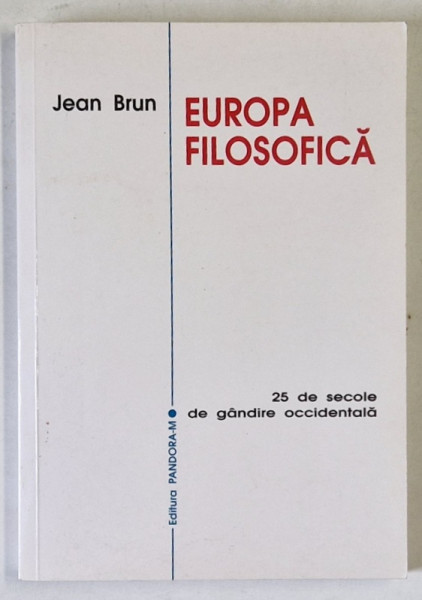 Jean Brun
EUROPA
FILOSOFICĂ
25 de secole
de gândire occidentală
Editura PANDORA-M